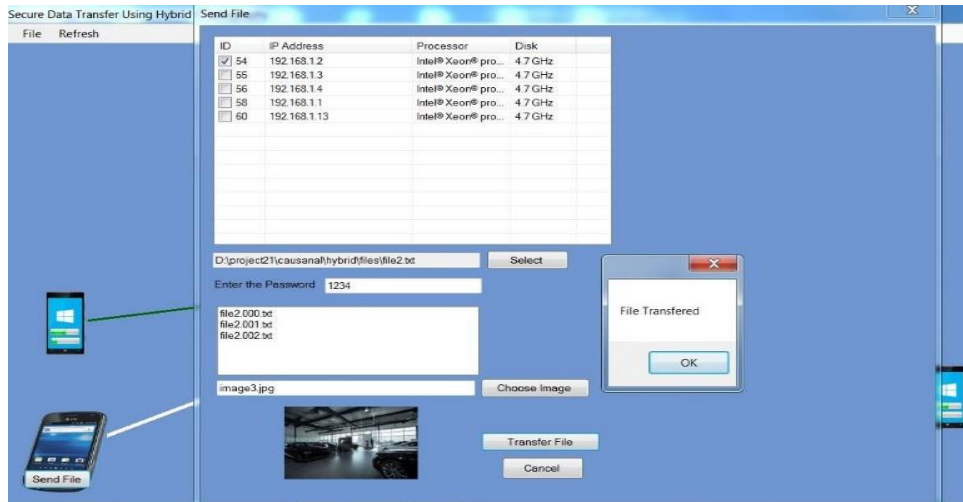 Secure Data Transfer Using Hybrid
Send File
File Refresh
ID IP Address Processor Disk
54 192.168.1.2 Intel® Xeon® pro... 4.7 GHz
55 192.168.1.3 Intel® Xeon® pro... 4.7 GHz
56 192.168.1.4 Intel® Xeon® pro... 4.7 GHz
58 192.168.1.1 Intel® Xeon® pro... 4.7 GHz
60 192.168.1.13 Intel® Xeon® pro... 4.7 GHz
D:\project21\causanal\hybrid\files\file2.txt Select
Enter the Password 1234
file2.000.txt
file2.001.txt
file2.002.txt
File Transfered
OK
image3.jpg Choose Image
Transfer File
Cancel
Send File